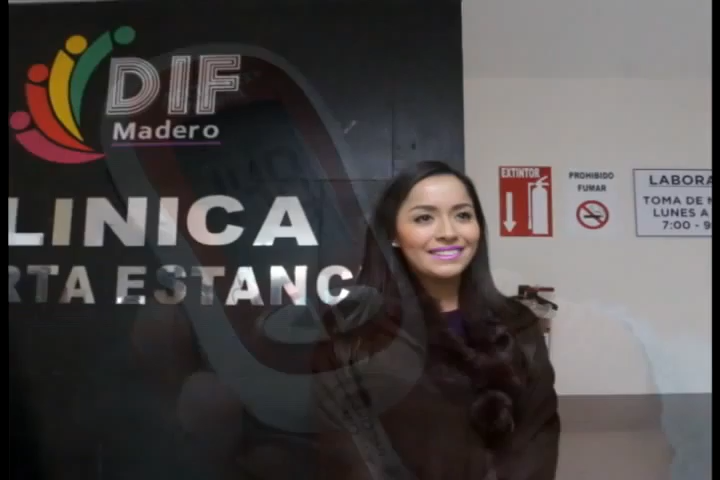 DIF
Madero
LINICA
RTA ESTANC
EXTINTOR
PROHIBIDO
FUMAR
LABORA
TOMA DE
LUNES A
7:00 - 9